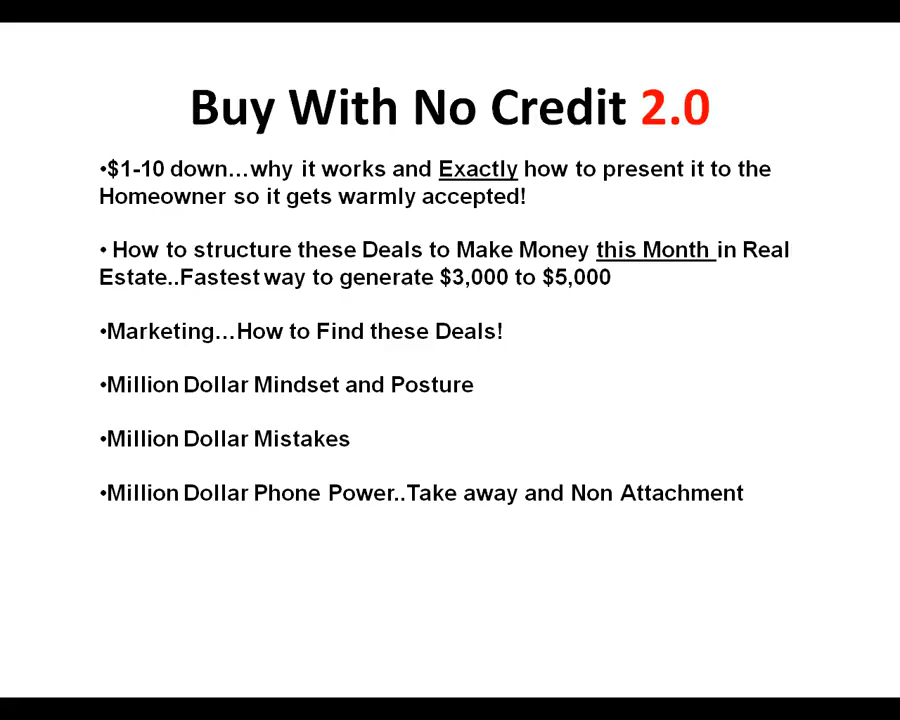 Buy With No Credit 2.0
•$1-10 down...why it works and Exactly how to present it to the
Homeowner so it gets warmly accepted!
• How to structure these Deals to Make Money this Month in Real
Estate..Fastest way to generate $3,000 to $5,000
•Marketing...How to Find these Deals!
•Million Dollar Mindset and Posture
•Million Dollar Mistakes
•Million Dollar Phone Power..Take away and Non Attachment